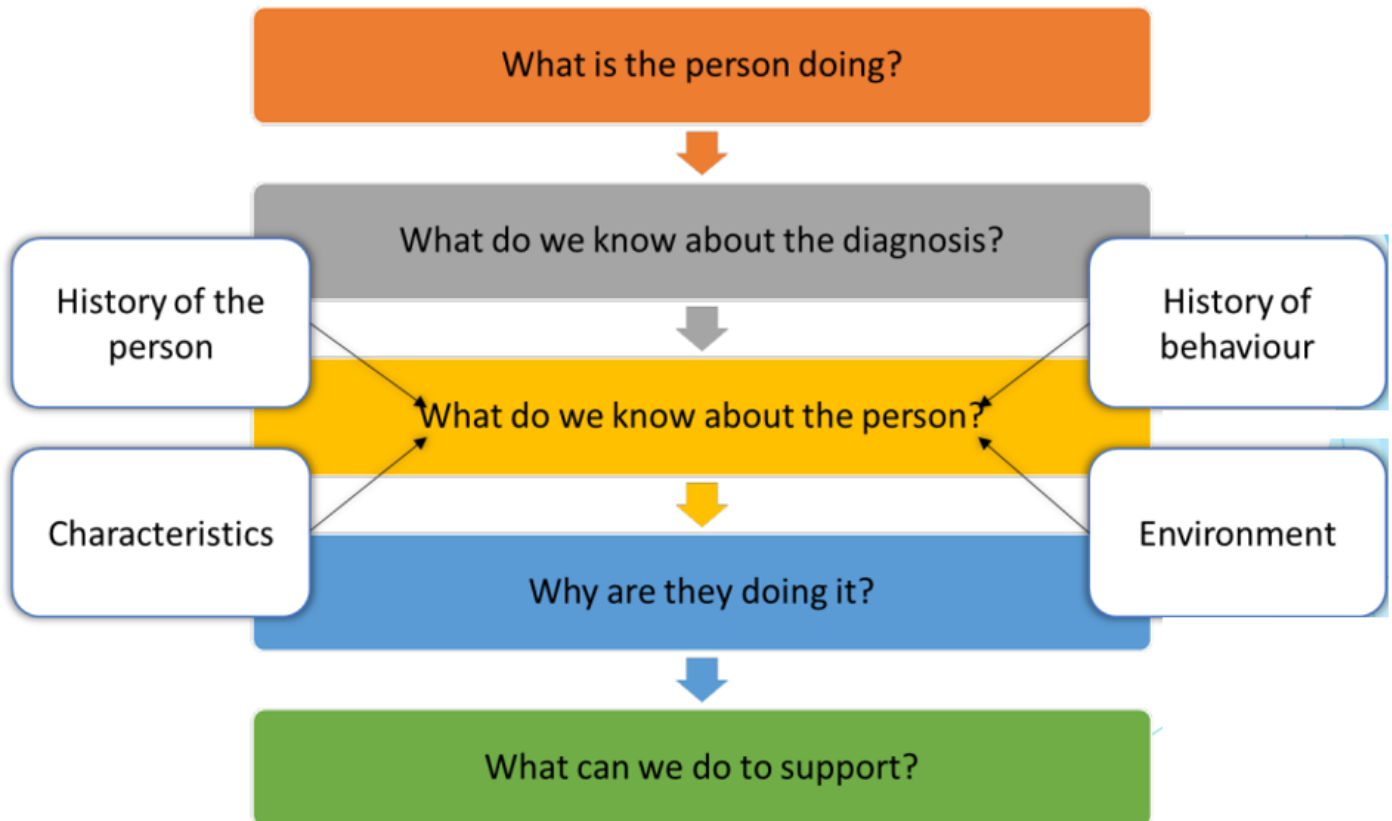 What is the person doing?
What do we know about the diagnosis?
History of the
person
History of
behaviour
What do we know about the person?
Characteristics
Environment
Why are they doing it?
What can we do to support?